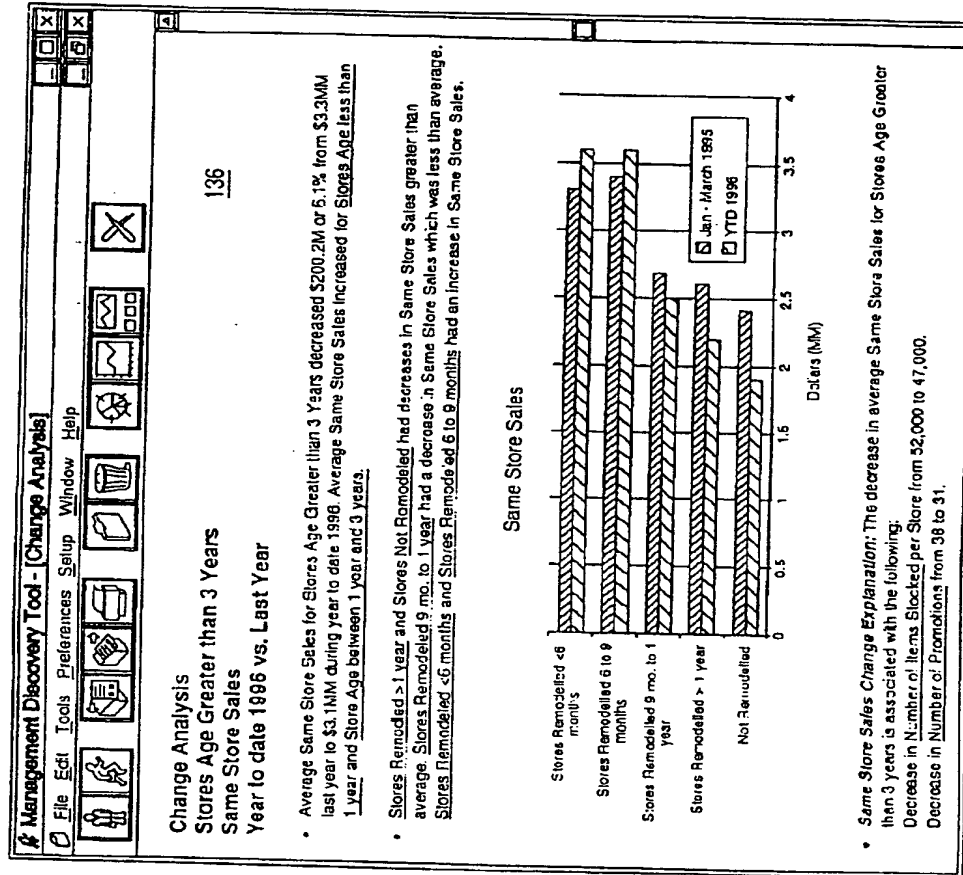 Management Discovery Tool - [Change Analysis]
File Edit Tools Preferences Setup Window Help
136
Change Analysis
Stores Age Greater than 3 Years
Same Store Sales
Year to date 1996 vs. Last Year
• Average Same Store Sales for Stores Age Greater than 3 Years decreased $200.2M or 6.1% from $3.3MM
last year to $3.1MM during year to date 1996. Average Same Store Sales Increased for Stores Age less than
1 year and Store Age between 1 year and 3 years.
• Stores Remodled > 1 year and Stores Not Romodeled had decreases in Same Store Sales greater than
average. Stores Remodeled 9 mo. to 1 year had a decrease in Same Store Sales which was less than average.
Stores Remodeled <6 months and Stores Remodeled 6 to 9 months had an increase in Same Store Sales.
Same Store Sales
Stores Remodelled <6
months
Stores Remodelled 6 to 9
months
Stores Remodelled 9 mo. to 1
year
Stores Remodelled > 1 year
Not Remodelled
Jan - March 1995
YTD 1996
0 0.5 1 1.5 2 2.5 3 3.5 4
Dollars (MM)
• Same Store Sales Change Explanation: The decrease in average Same Store Sales for Stores Age Greator
then 3 years is associated with the following:
Decrease in Number of Items Stocked per Store from 52,000 to 47,000.
Decrease in Number of Promotions from 38 to 31.